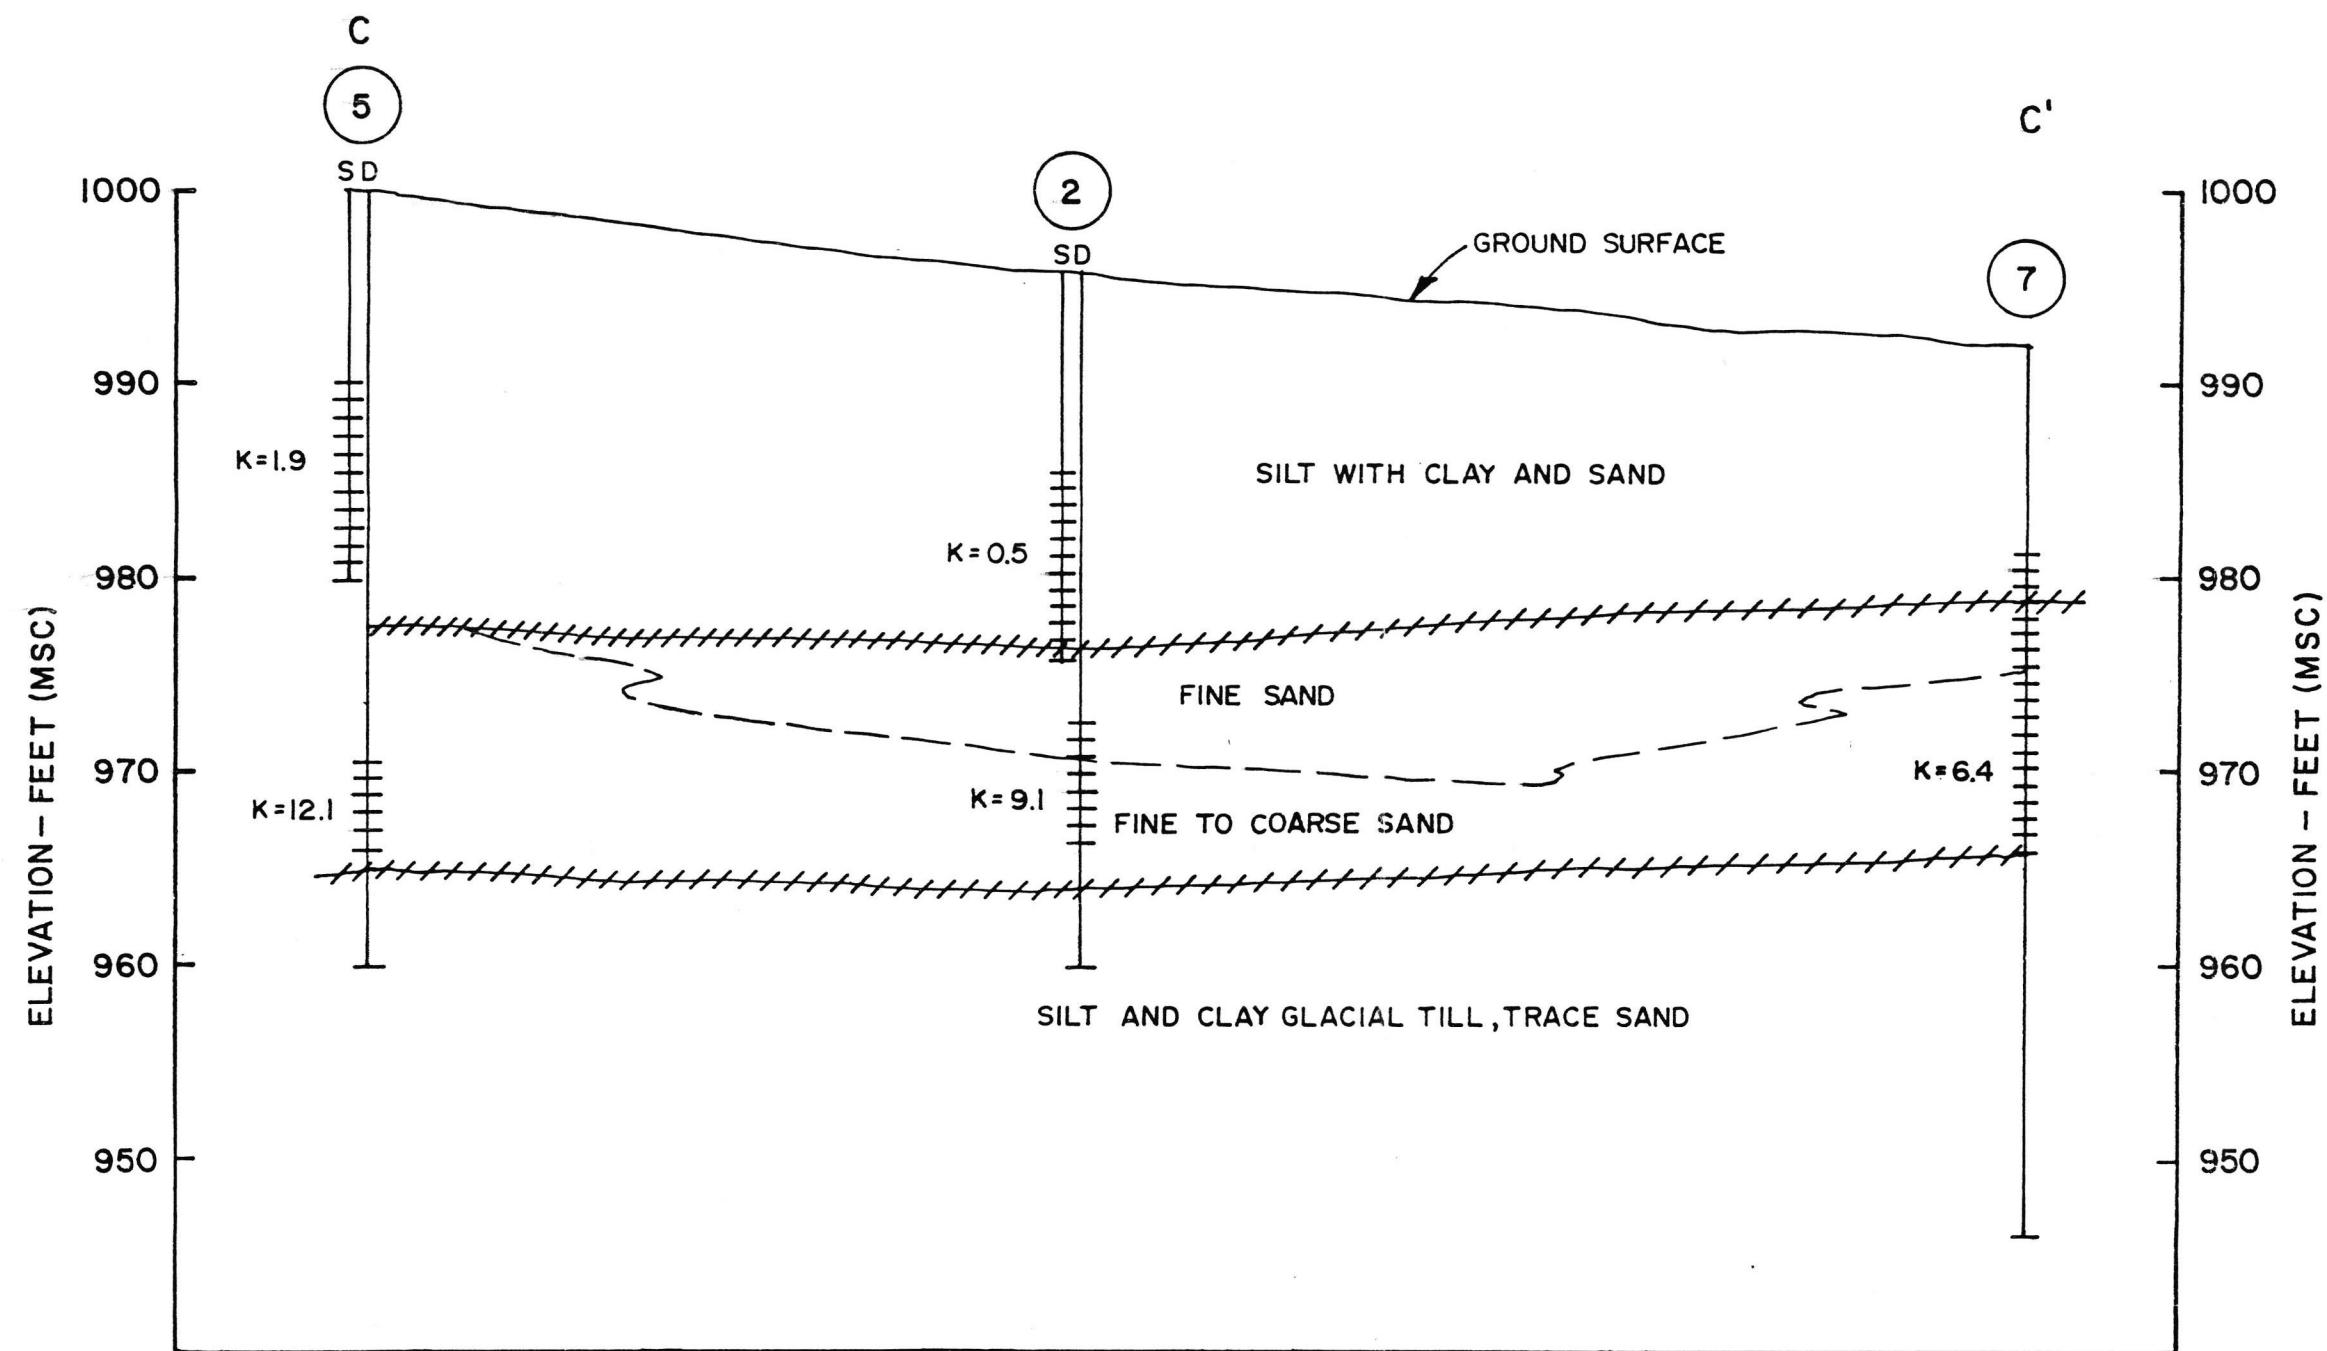 C
5
C'
S D
2
1000
1000
S D
GROUND SURFACE
7
990
990
K=1.9
SILT WITH CLAY AND SAND
K=0.5
980
980
FINE SAND
970
K=6.4
970
K=12.1
K=9.1
FINE TO COARSE SAND
960
960
SILT AND CLAY GLACIAL TILL, TRACE SAND
950
950
ELEVATION - FEET (MSC)
ELEVATION - FEET (MSC)